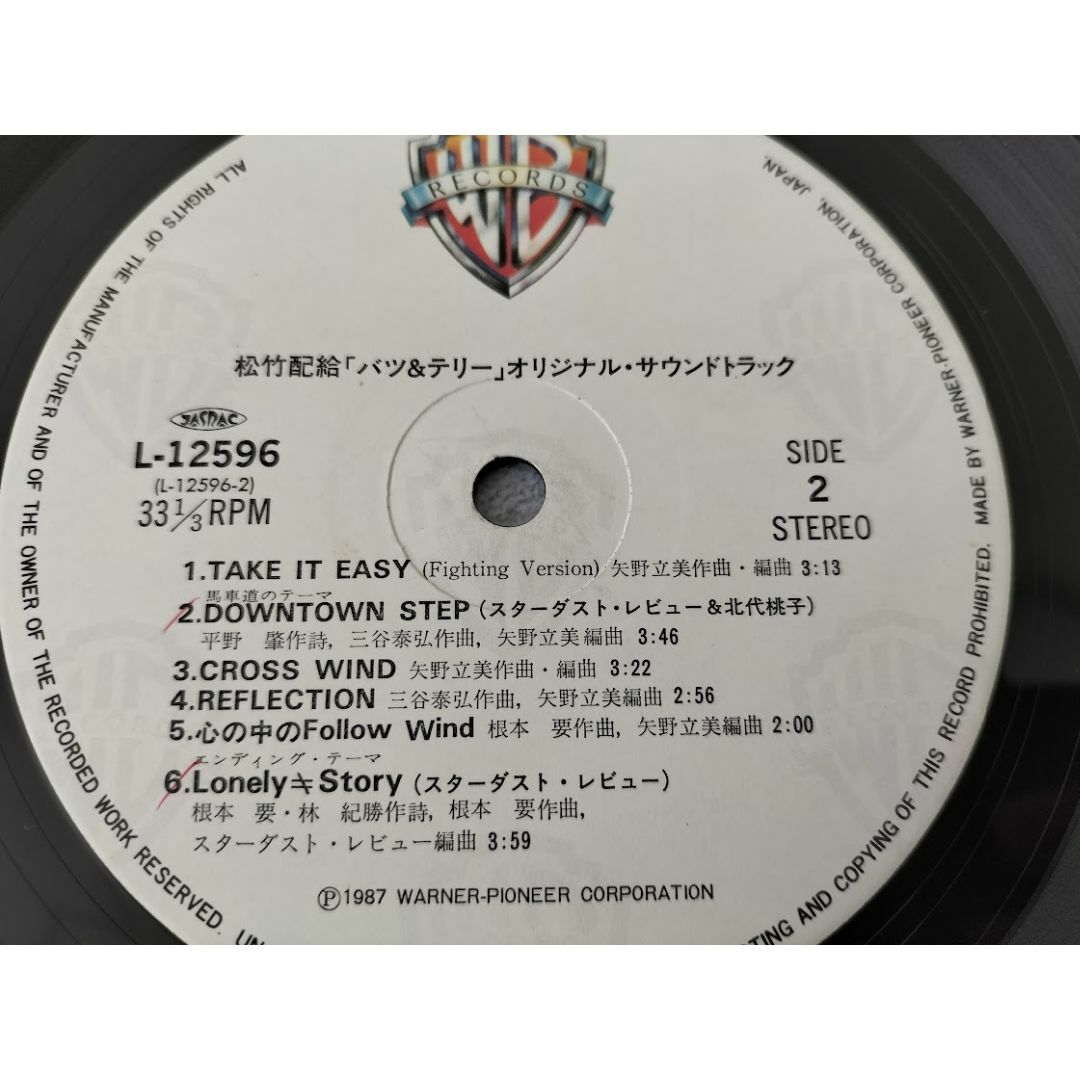 WB
RECORDS
松竹配給「バツ&テリー」オリジナル・サウンドトラック
JASRAC
L-12596
(L-12596-2)
33⅓RPM
SIDE
2
STEREO
1.TAKE IT EASY (Fighting Version) 矢野立美作曲・編曲 3:13
馬車道のテーマ
2.DOWNTOWN STEP (スターダスト・レビュー&北代桃子)
平野 肇作詩, 三谷泰弘作曲, 矢野立美編曲 3:46
3.CROSS WIND 矢野立美作曲・編曲 3:22
4.REFLECTION 三谷泰弘作曲, 矢野立美編曲 2:56
5.心の中のFollow Wind 根本 要作曲, 矢野立美編曲 2:00
エンディング・テーマ
6.Lonely≒Story (スターダスト・レビュー)
根本 要・林 紀勝作詩, 根本 要作曲,
スターダスト・レビュー編曲 3:59
Ⓟ1987 WARNER-PIONEER CORPORATION
ALL RIGHTS OF THE MANUFACTURER AND OF THE OWNER OF THE RECORDED WORK RESERVED.
AND COPYING OF THIS RECORD PROHIBITED. MADE BY WARNER-PIONEER CORPORATION, JAPAN.